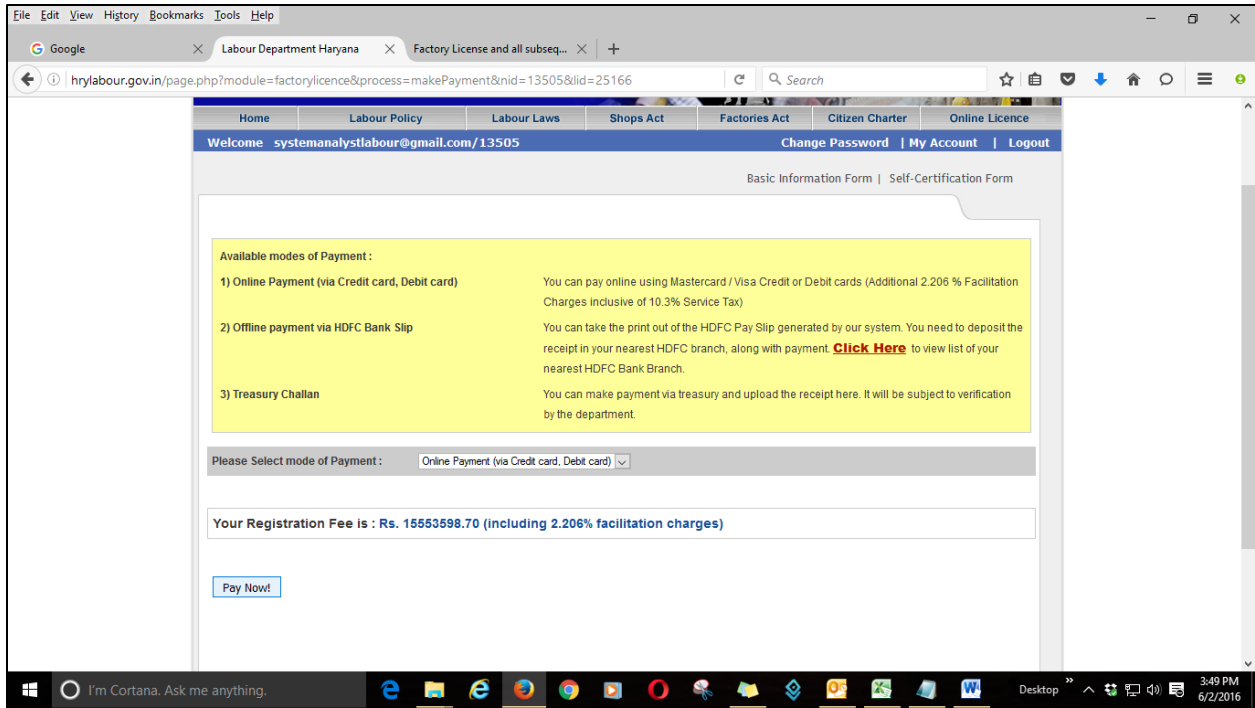 File Edit View History Bookmarks Tools Help
Google
Labour Department Haryana
Factory License and all subseq...
hrylabour.gov.in/page.php?module=factorylicence&process=makePayment&nid=13505&lid=25166
Search
Home Labour Policy Labour Laws Shops Act Factories Act Citizen Charter Online Licence
Welcome systemanalystlabour@gmail.com/13505 Change Password | My Account | Logout
Basic Information Form | Self-Certification Form
Available modes of Payment :
1) Online Payment (via Credit card, Debit card)
You can pay online using Mastercard / Visa Credit or Debit cards (Additional 2.206 % Facilitation
Charges inclusive of 10.3% Service Tax)
2) Offline payment via HDFC Bank Slip
You can take the print out of the HDFC Pay Slip generated by our system. You need to deposit the
receipt in your nearest HDFC branch, along with payment. Click Here to view list of your
nearest HDFC Bank Branch.
3) Treasury Challan
You can make payment via treasury and upload the receipt here. It will be subject to verification
by the department.
Please Select mode of Payment :
Online Payment (via Credit card, Debit card)
Your Registration Fee is : Rs. 15553598.70 (including 2.206% facilitation charges)
Pay Now!
I'm Cortana. Ask me anything.
Desktop
3:49 PM
6/2/2016